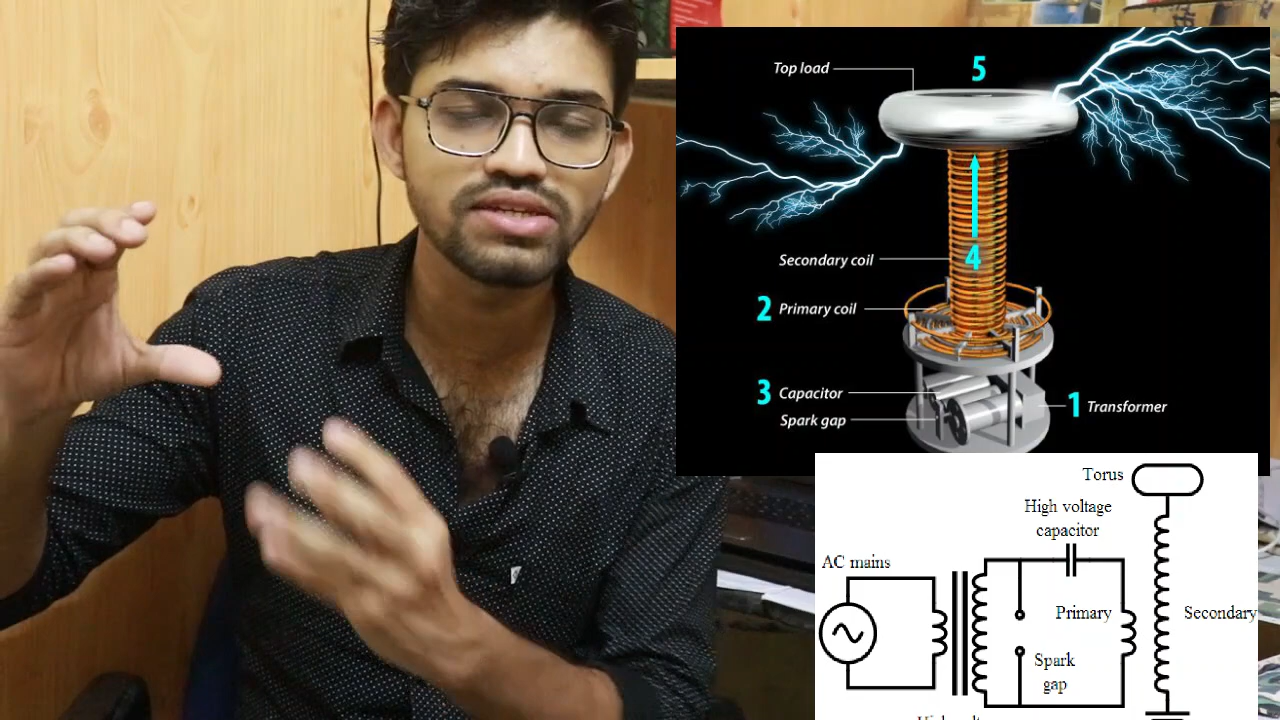 Top load
5
Secondary coil
4
2 Primary coil
3 Capacitor
Spark gap
1 Transformer
Torus
High voltage
capacitor
AC mains
Primary
Secondary
Spark
gap